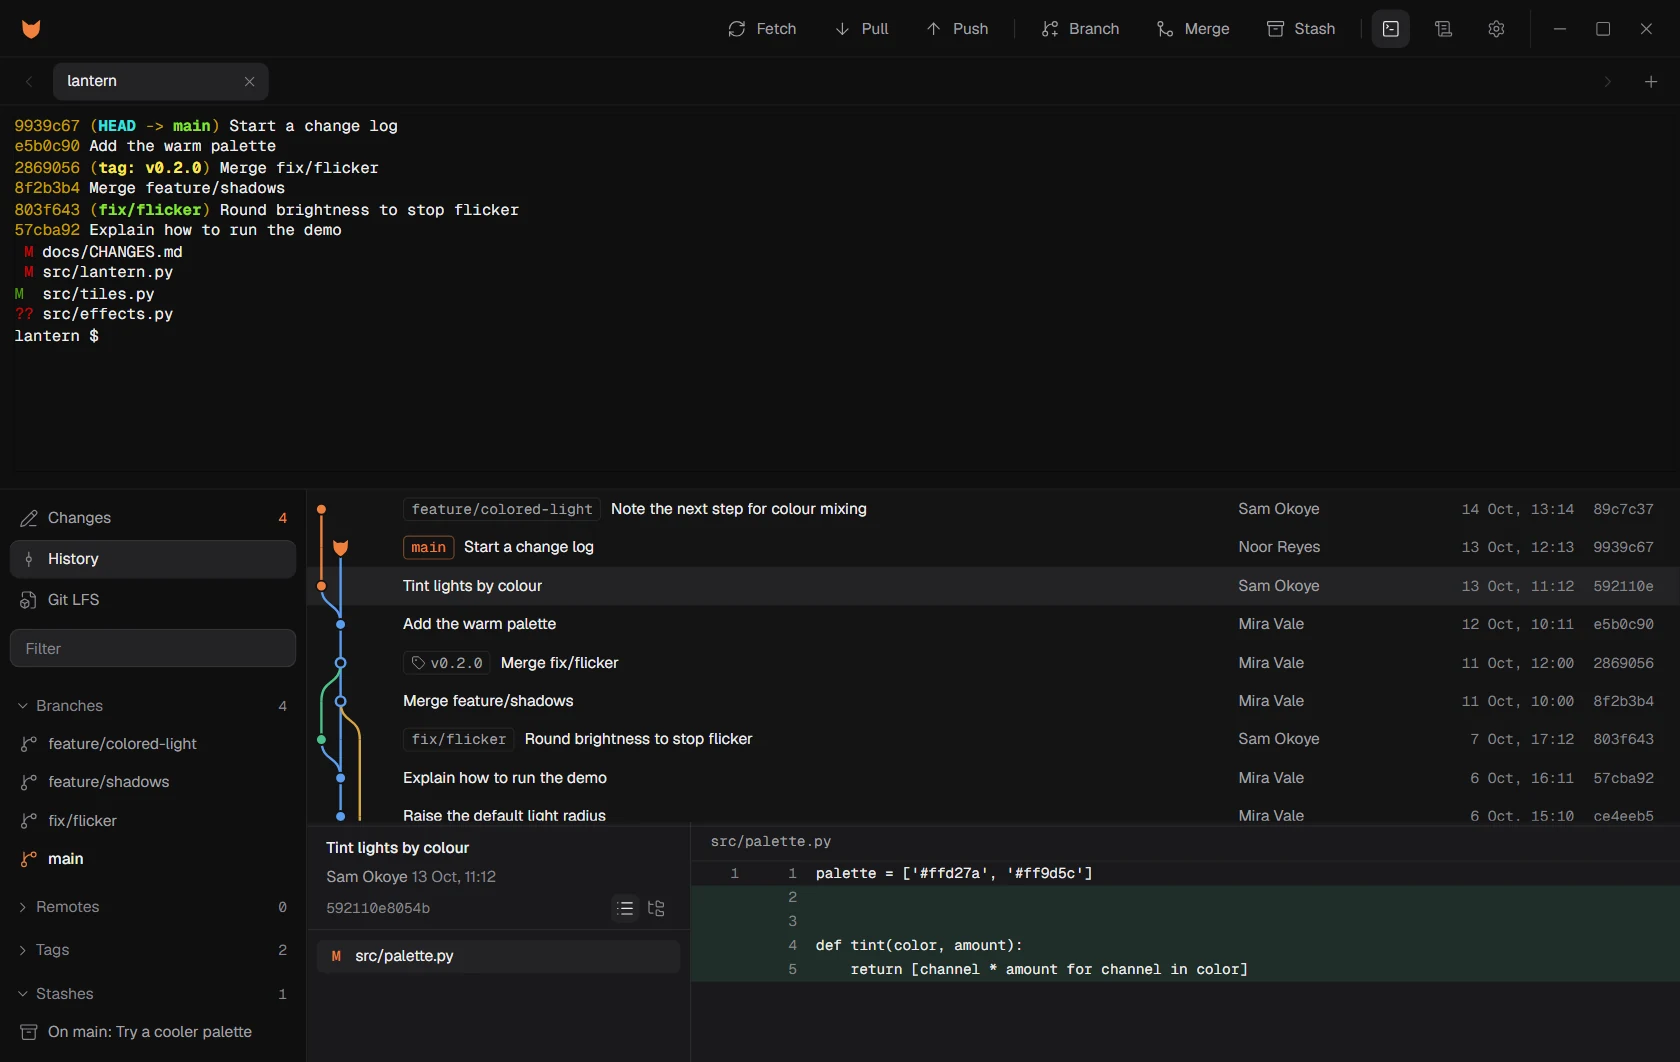 Fetch Pull Push Branch Merge Stash
lantern
9939c67 (HEAD -> main) Start a change log
e5b0c90 Add the warm palette
2869056 (tag: v0.2.0) Merge fix/flicker
8f2b3b4 Merge feature/shadows
803f643 (fix/flicker) Round brightness to stop flicker
57cba92 Explain how to run the demo
M docs/CHANGES.md
M src/lantern.py
M src/tiles.py
?? src/effects.py
lantern $
Changes 4
History
Git LFS
Filter
Branches 4
feature/colored-light
feature/shadows
fix/flicker
main
Remotes 0
Tags 2
Stashes 1
On main: Try a cooler palette
feature/colored-light Note the next step for colour mixing Sam Okoye 14 Oct, 13:14 89c7c37
main Start a change log Noor Reyes 13 Oct, 12:13 9939c67
Tint lights by colour Sam Okoye 13 Oct, 11:12 592110e
Add the warm palette Mira Vale 12 Oct, 10:11 e5b0c90
v0.2.0 Merge fix/flicker Mira Vale 11 Oct, 12:00 2869056
Merge feature/shadows Mira Vale 11 Oct, 10:00 8f2b3b4
fix/flicker Round brightness to stop flicker Sam Okoye 7 Oct, 17:12 803f643
Explain how to run the demo Mira Vale 6 Oct, 16:11 57cba92
Raise the default light radius Mira Vale 6 Oct, 15:10 ce4eeb5
Tint lights by colour
Sam Okoye 13 Oct, 11:12
592110e8054b
M src/palette.py
src/palette.py
1 1 palette = ['#ffd27a', '#ff9d5c']
2
3
4 def tint(color, amount):
5 return [channel * amount for channel in color]